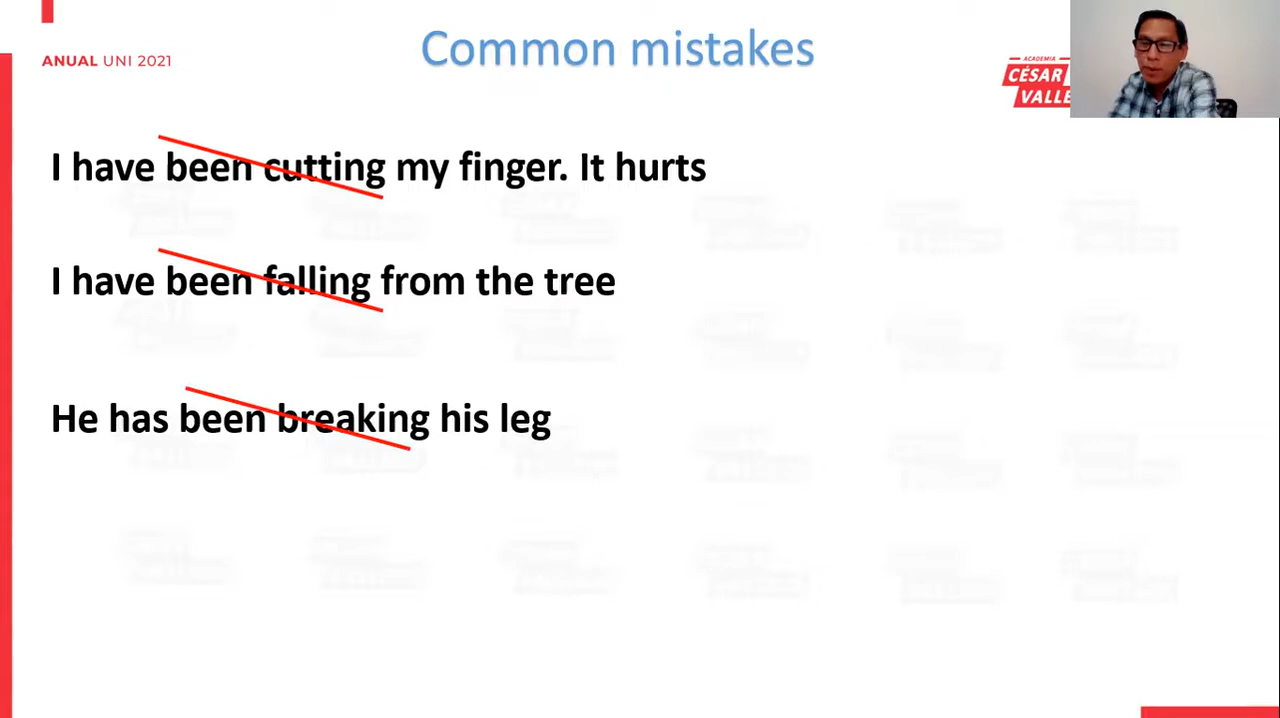 Common mistakes
ANUAL UNI 2021
ACADEMIA
CÉSAR
VALLE
I have been cutting my finger. It hurts
I have been falling from the tree
He has been breaking his leg